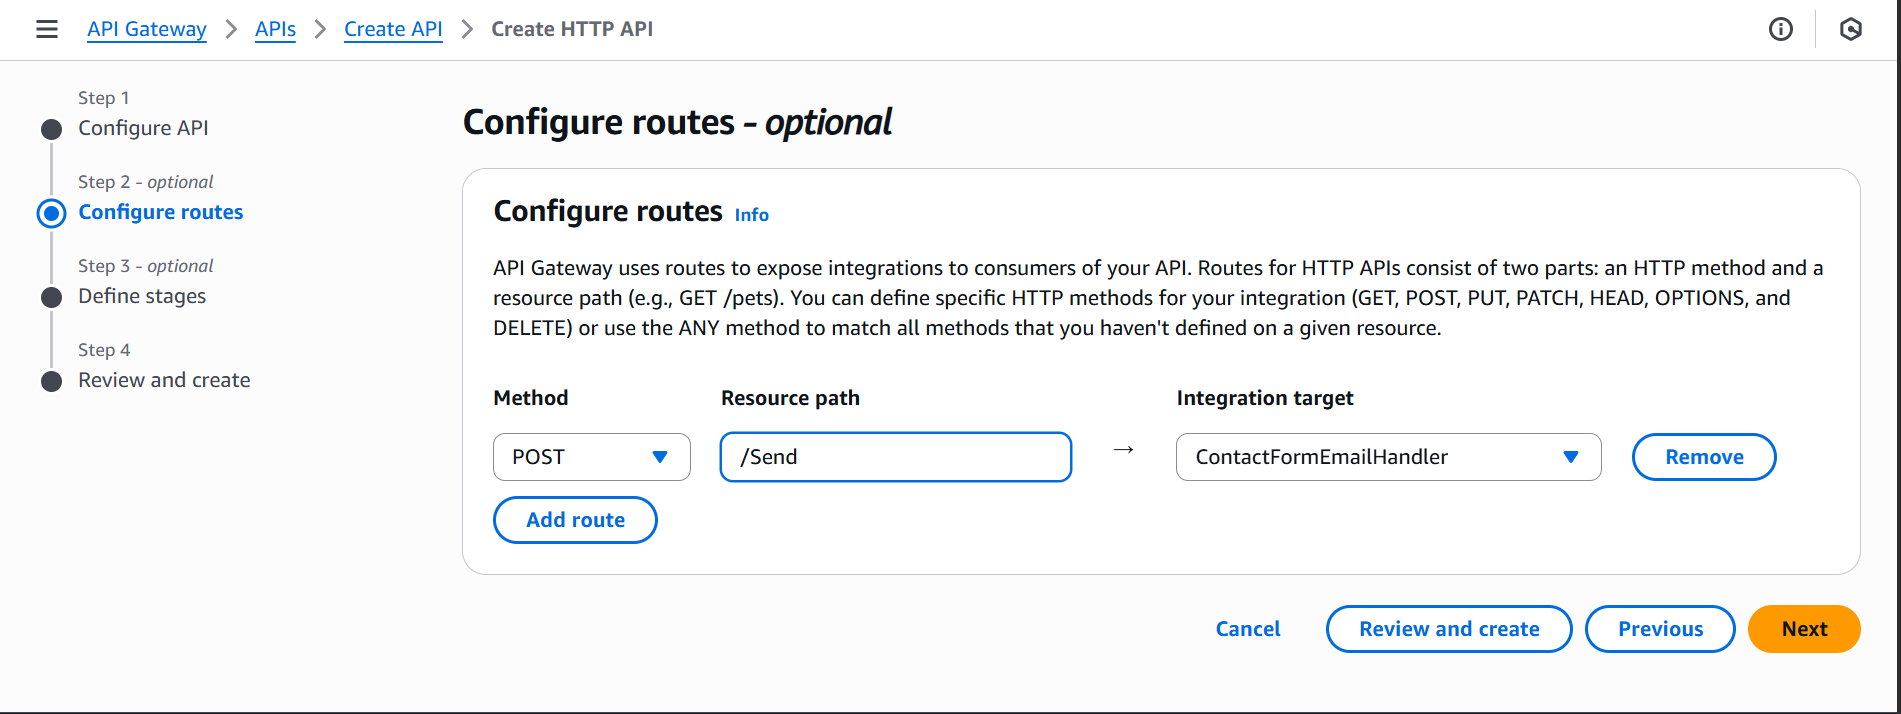 API Gateway > APIs > Create API > Create HTTP API
Step 1
Configure API
Step 2 - optional
Configure routes
Step 3 - optional
Define stages
Step 4
Review and create
Configure routes - optional
Configure routes Info
API Gateway uses routes to expose integrations to consumers of your API. Routes for HTTP APIs consist of two parts: an HTTP method and a
resource path (e.g., GET /pets). You can define specific HTTP methods for your integration (GET, POST, PUT, PATCH, HEAD, OPTIONS, and
DELETE) or use the ANY method to match all methods that you haven't defined on a given resource.
Method Resource path Integration target
POST /Send → ContactFormEmailHandler Remove
Add route
Cancel Review and create Previous Next